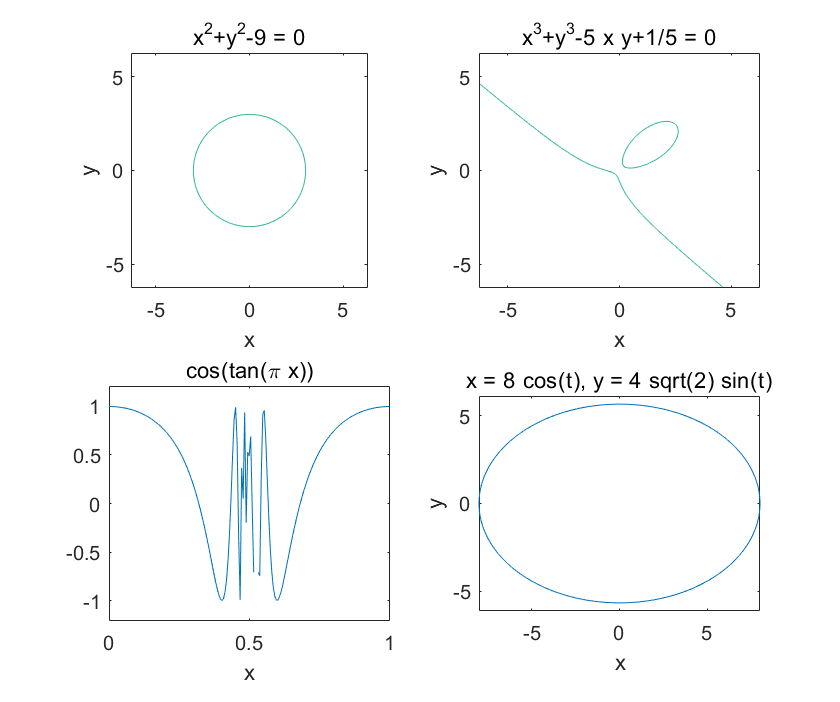 x²+y²-9 = 0
5
0
-5
y
-5
0
5
x
x³+y³-5 x y+1/5 = 0
5
0
-5
y
-5
0
5
x
cos(tan(π x))
1
0.5
0
-0.5
-1
0
0.5
1
x
x = 8 cos(t), y = 4 sqrt(2) sin(t)
5
0
-5
y
-5
0
5
x